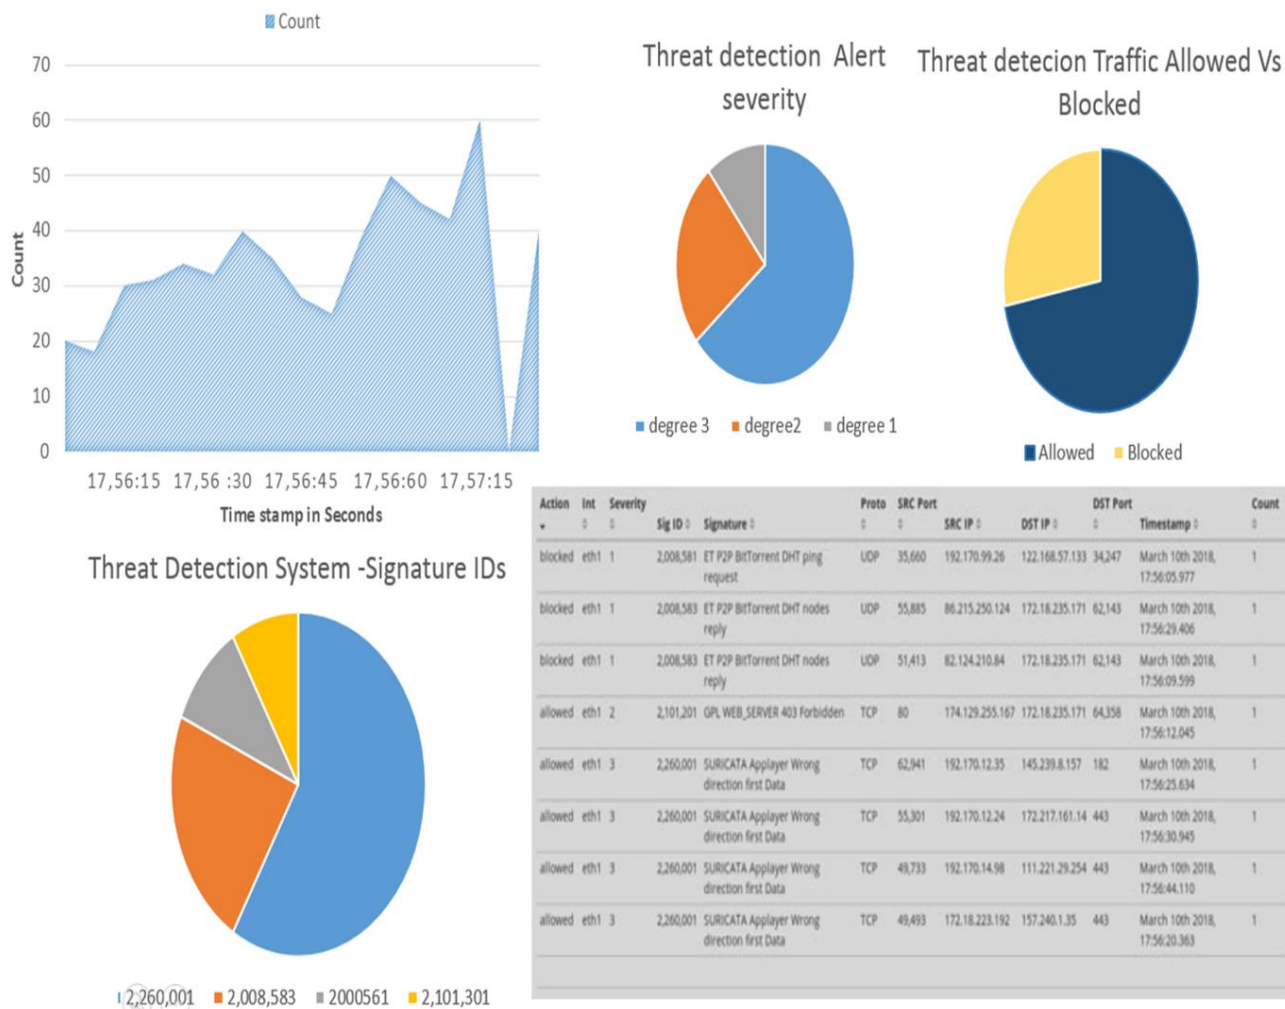 Count
70
60
50
40
30
20
10
0
Count
17,56:15 17,56 :30 17,56:45 17,56:60 17,57:15
Time stamp in Seconds
Threat detection Alert
severity
degree 3 degree2 degree 1
Threat detecion Traffic Allowed Vs
Blocked
Allowed Blocked
Threat Detection System -Signature IDs
2,260,001 2,008,583 2000561 2,101,301
Action Int Severity Proto SRC Port DST Port Count
Sig ID Signature SRC IP DST IP Timestamp
blocked eth1 1 2,008,581 ET P2P BitTorrent DHT ping UDP 35,660 192.170.99.26 122.168.57.133 34,247 March 10th 2018, 1
request 17:56:05.977
blocked eth1 1 2,008,583 ET P2P BitTorrent DHT nodes UDP 55,885 86.215.250.124 172.18.235.171 62,143 March 10th 2018, 1
reply 17:56:29.406
blocked eth1 1 2,008,583 ET P2P BitTorrent DHT nodes UDP 51,413 82.124.210.84 172.18.235.171 62,143 March 10th 2018, 1
reply 17:56:09.599
allowed eth1 2 2,101,201 GPL WEB_SERVER 403 Forbidden TCP 80 174.129.255.167 172.18.235.171 64,358 March 10th 2018, 1
17:56:12.045
allowed eth1 3 2,260,001 SURICATA Applayer Wrong TCP 62,941 192.170.12.35 145.239.8.157 182 March 10th 2018, 1
direction first Data 17:56:25.634
allowed eth1 3 2,260,001 SURICATA Applayer Wrong TCP 55,301 192.170.12.24 172.217.161.14 443 March 10th 2018, 1
direction first Data 17:56:30.945
allowed eth1 3 2,260,001 SURICATA Applayer Wrong TCP 49,733 192.170.14.98 111.221.29.254 443 March 10th 2018, 1
direction first Data 17:56:44.110
allowed eth1 3 2,260,001 SURICATA Applayer Wrong TCP 49,493 172.18.223.192 157.240.1.35 443 March 10th 2018, 1
direction first Data 17:56:20.363